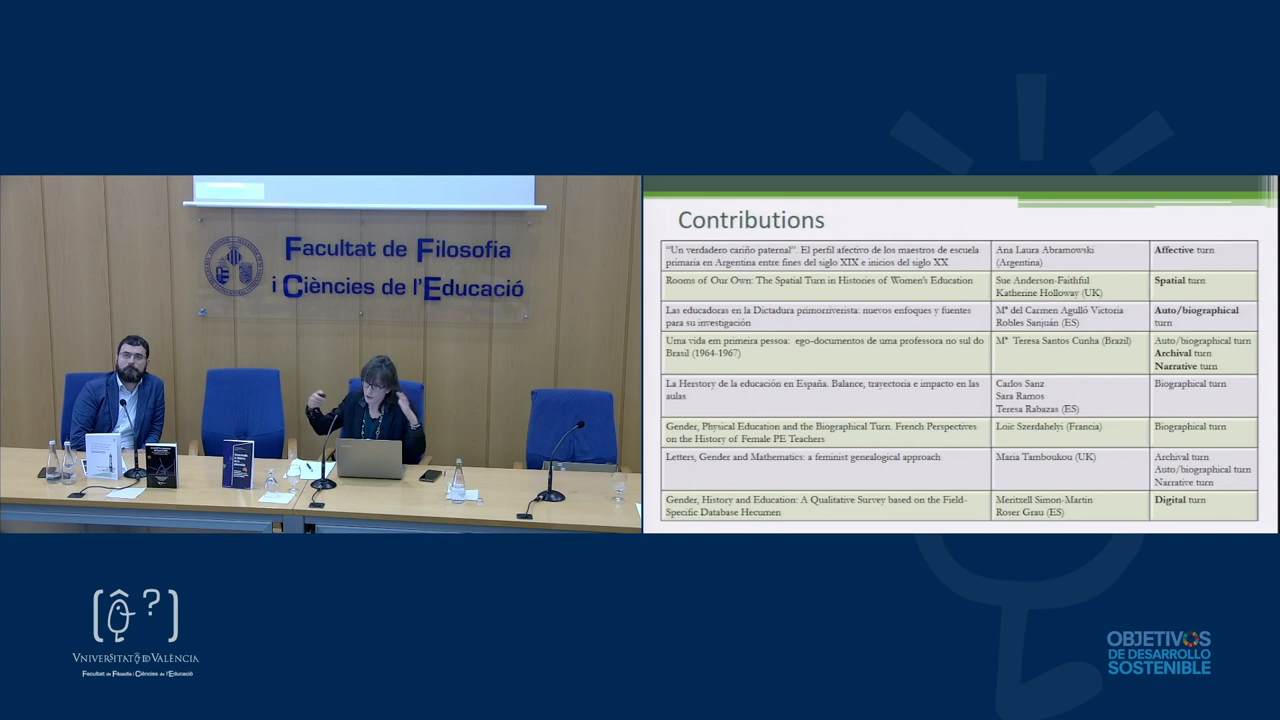 Facultat de Filosofia
i Ciències de l'Educació
Contributions
"Un verdadero cariño paternal". El perfil afectivo de los maestros de escuela
primaria en Argentina entre fines del siglo XIX e inicios del siglo XX
Ana Laura Abramowski
(Argentina)
Affective turn
Rooms of Our Own: The Spatial Turn in Histories of Women's Education
Sue Anderson-Faithful
Katherine Holloway (UK)
Spatial turn
Las educadoras en la Dictadura primorriverista: nuevos enfoques y fuentes
para su investigación
Mª del Carmen Agulló Victoria
Robles Sanjuán (ES)
Auto/biographical
turn
Uma vida em primeira pessoa: ego-documentos de uma professora no sul do
Brasil (1964-1967)
Mª Teresa Santos Cunha (Brazil)
Auto/biographical turn
Archival turn
Narrative turn
La Herstory de la educación en España. Balance, trayectoria e impacto en las
aulas
Carlos Sanz
Sara Ramos
Teresa Rabazas (ES)
Biographical turn
Gender, Physical Education and the Biographical Turn. French Perspectives
on the History of Female PE Teachers
Loïc Szerdahelyi (Francia)
Biographical turn
Letters, Gender and Mathematics: a feminist genealogical approach
Maria Tamboukou (UK)
Archival turn
Auto/biographical turn
Narrative turn
Gender, History and Education: A Qualitative Survey based on the Field-
Specific Database Hecumen
Meritxell Simon-Martin
Roser Grau (ES)
Digital turn
VNIVERSITATQDVALÈNCIA
Facultat de Filosofia i Ciències de l'Educació
OBJETIVOS
DE DESARROLLO
SOSTENIBLE